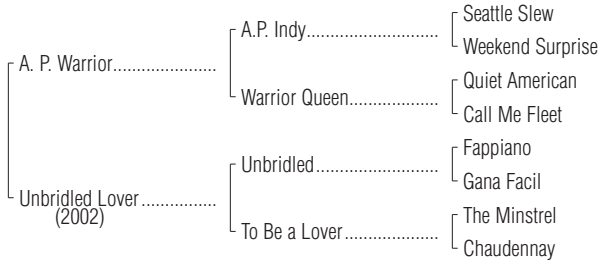 Seattle Slew
A.P. Indy..............................
Weekend Surprise
A. P. Warrior.......................
Quiet American
Warrior Queen....................
Call Me Fleet
Fappiano
Unbridled ...........................
Gana Facil
Unbridled Lover................
(2002)
The Minstrel
To Be a Lover.....................
Chaudennay